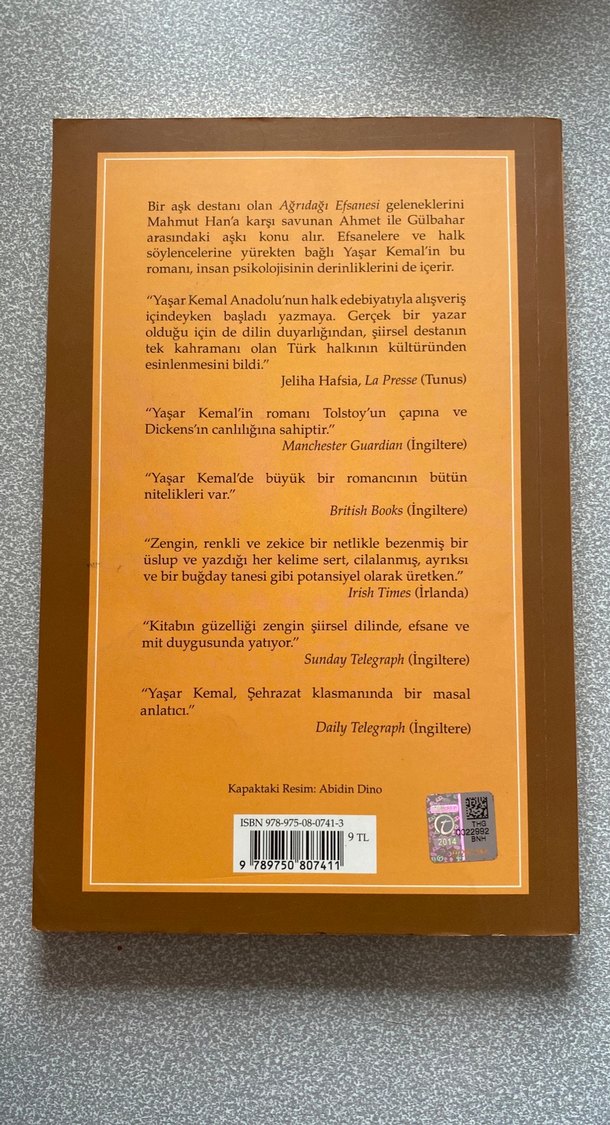 Bir aşk destanı olan Ağrıdağı Efsanesi geleneklerini
Mahmut Han'a karşı savunan Ahmet ile Gülbahar
arasındaki aşkı konu alır. Efsanelere ve halk
söylencelerine yürekten bağlı Yaşar Kemal'in bu
romanı, insan psikolojisinin derinliklerini de içerir.
“Yaşar Kemal Anadolu'nun halk edebiyatıyla alışveriş
içindeyken başladı yazmaya. Gerçek bir yazar
olduğu için de dilin duyarlığından, şiirsel destanın
tek kahramanı olan Türk halkının kültüründen
esinlenmesini bildi.”
Jeliha Hafsia, La Presse (Tunus)
“Yaşar Kemal'in romanı Tolstoy'un çapına ve
Dickens'ın canlılığına sahiptir.”
Manchester Guardian (İngiltere)
“Yaşar Kemal'de büyük bir romancının bütün
nitelikleri var.”
British Books (İngiltere)
“Zengin, renkli ve zekice bir netlikle bezenmiş bir
üslup ve yazdığı her kelime sert, cilalanmış, ayrıksı
ve bir buğday tanesi gibi potansiyel olarak üretken.”
Irish Times (İrlanda)
“Kitabın güzelliği zengin şiirsel dilinde, efsane ve
mit duygusunda yatıyor.”
Sunday Telegraph (İngiltere)
“Yaşar Kemal, Şehrazat klasmanında bir masal
anlatıcı.”
Daily Telegraph (İngiltere)
Kapaktaki Resim: Abidin Dino
ISBN 978-975-08-0741-3
9 TL
9 789750 807411
THG
0322992
BNH
2014